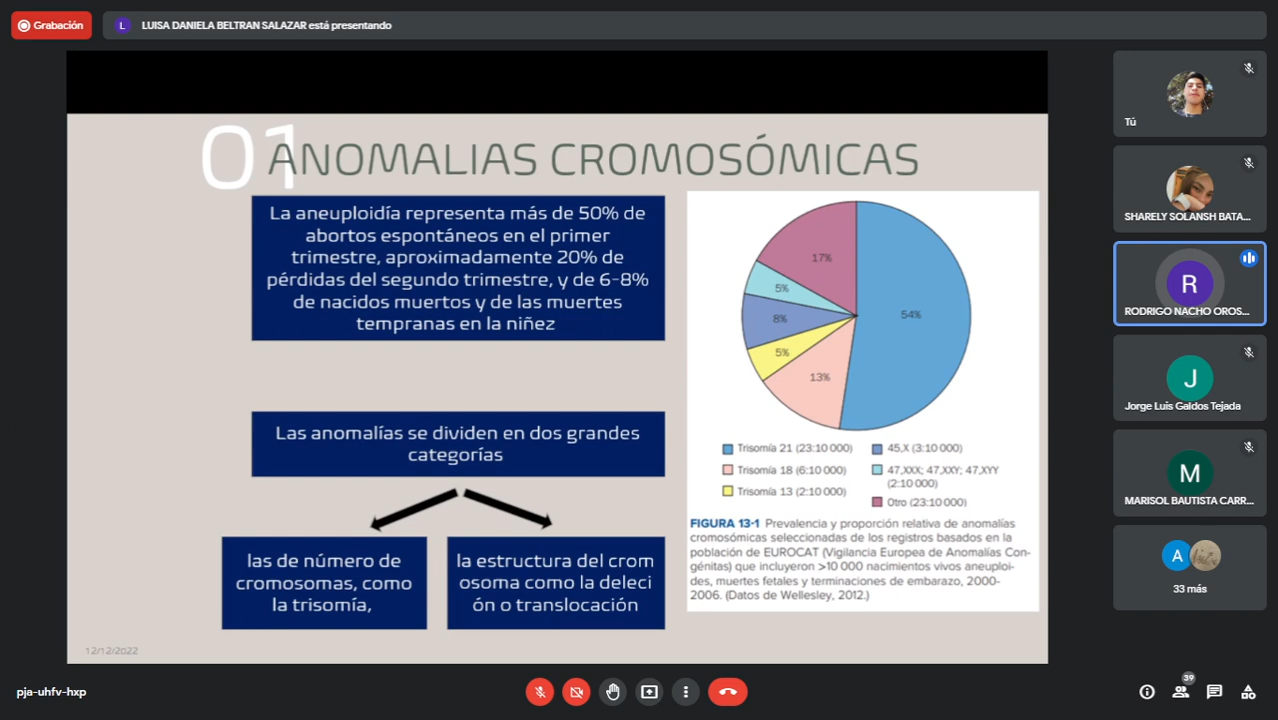 Grabación
L
LUISA DANIELA BELTRAN SALAZAR está presentando
01
ANOMALIAS CROMOSÓMICAS
La aneuploidía representa más de 50% de
abortos espontáneos en el primer
trimestre, aproximadamente 20% de
pérdidas del segundo trimestre, y de 6-8%
de nacidos muertos y de las muertes
tempranas en la niñez
Las anomalías se dividen en dos grandes
categorías
las de número de
cromosomas, como
la trisomía,
la estructura del crom
osoma como la deleci
ón o translocación
17%
5%
8%
5%
13%
54%
Trisomía 21 (23:10 000)
Trisomía 18 (6:10 000)
Trisomía 13 (2:10 000)
45,X (3:10 000)
47,XXX; 47,XXY; 47,XYY
(2:10 000)
Otro (23:10 000)
FIGURA 13-1 Prevalencia y proporción relativa de anomalías
cromosómicas seleccionadas de los registros basados en la
población de EUROCAT (Vigilancia Europea de Anomalías Con-
génitas) que incluyeron >10 000 nacimientos vivos aneuploi-
des, muertes fetales y terminaciones de embarazo, 2000-
2006. (Datos de Wellesley, 2012.)
12/12/2022
Tú
SHARELY SOLANSH BATA...
R
RODRIGO NACHO OROS...
J
Jorge Luis Galdos Tejada
M
MARISOL BAUTISTA CARR...
A
33 más
pja-uhfv-hxp
39